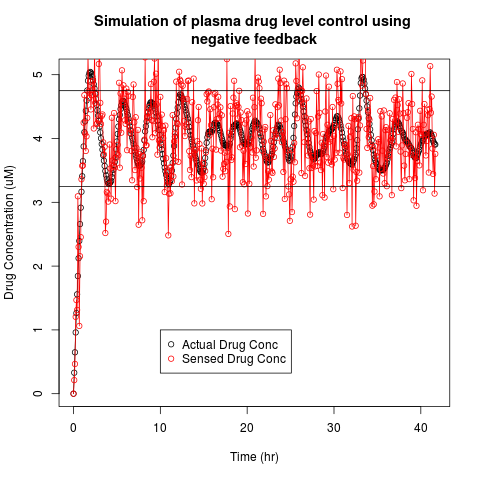 Simulation of plasma drug level control using
negative feedback
Drug Concentration (uM)
5
4
3
2
1
0
Actual Drug Conc
Sensed Drug Conc
0 10 20 30 40
Time (hr)